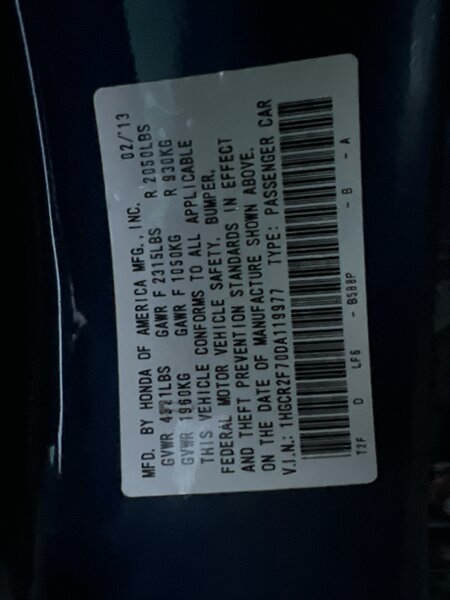 MFD. BY HONDA OF AMERICA MFG., INC. 02/'13
GVWR 4321LBS GAWR F 2315LBS R 2050LBS
GVWR 1960KG GAWR F 1050KG R 930KG
THIS VEHICLE CONFORMS TO ALL APPLICABLE
FEDERAL MOTOR VEHICLE SAFETY, BUMPER,
AND THEFT PREVENTION STANDARDS IN EFFECT
ON THE DATE OF MANUFACTURE SHOWN ABOVE.
V.I.N.: 1HGCR2F70DA119977 TYPE: PASSENGER CAR
T2F D LF6 - B588P - B - A